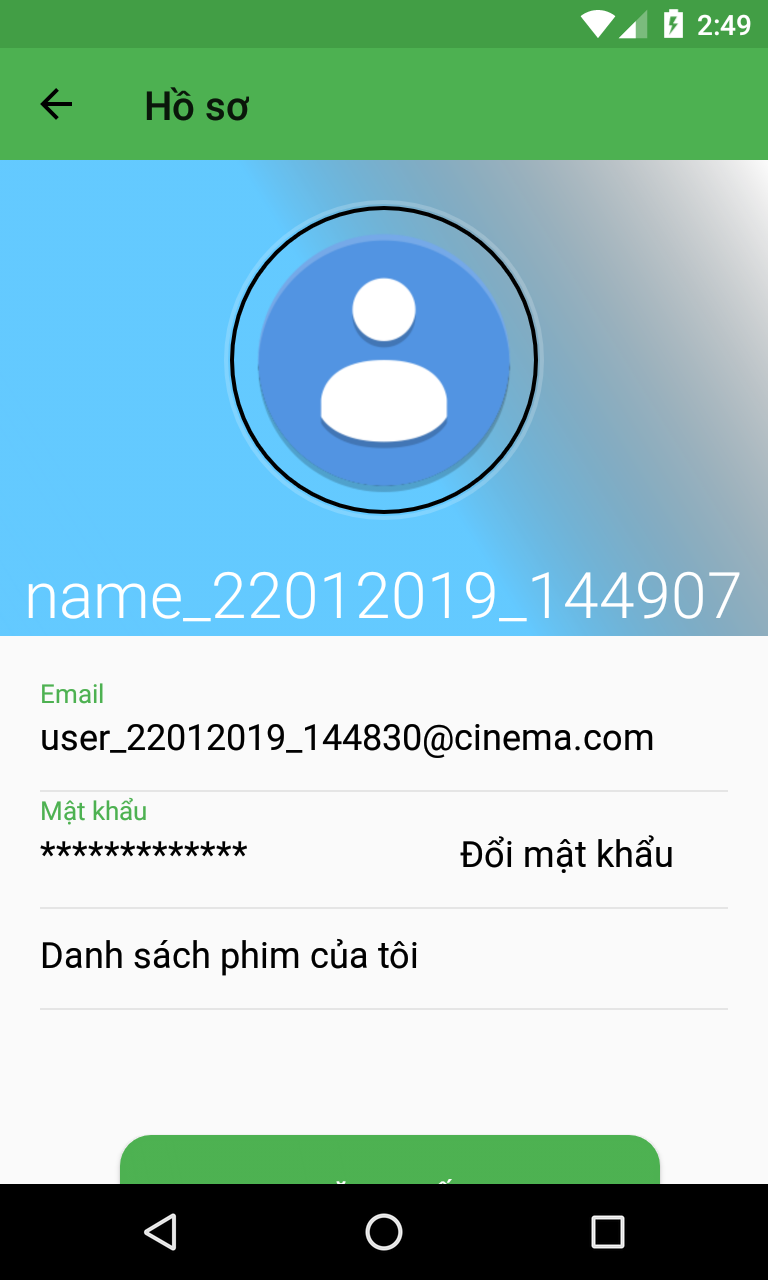 2:49
Hồ sơ
name_22012019_144907
Email
user_22012019_144830@cinema.com
Mật khẩu
*************
Đổi mật khẩu
Danh sách phim của tôi